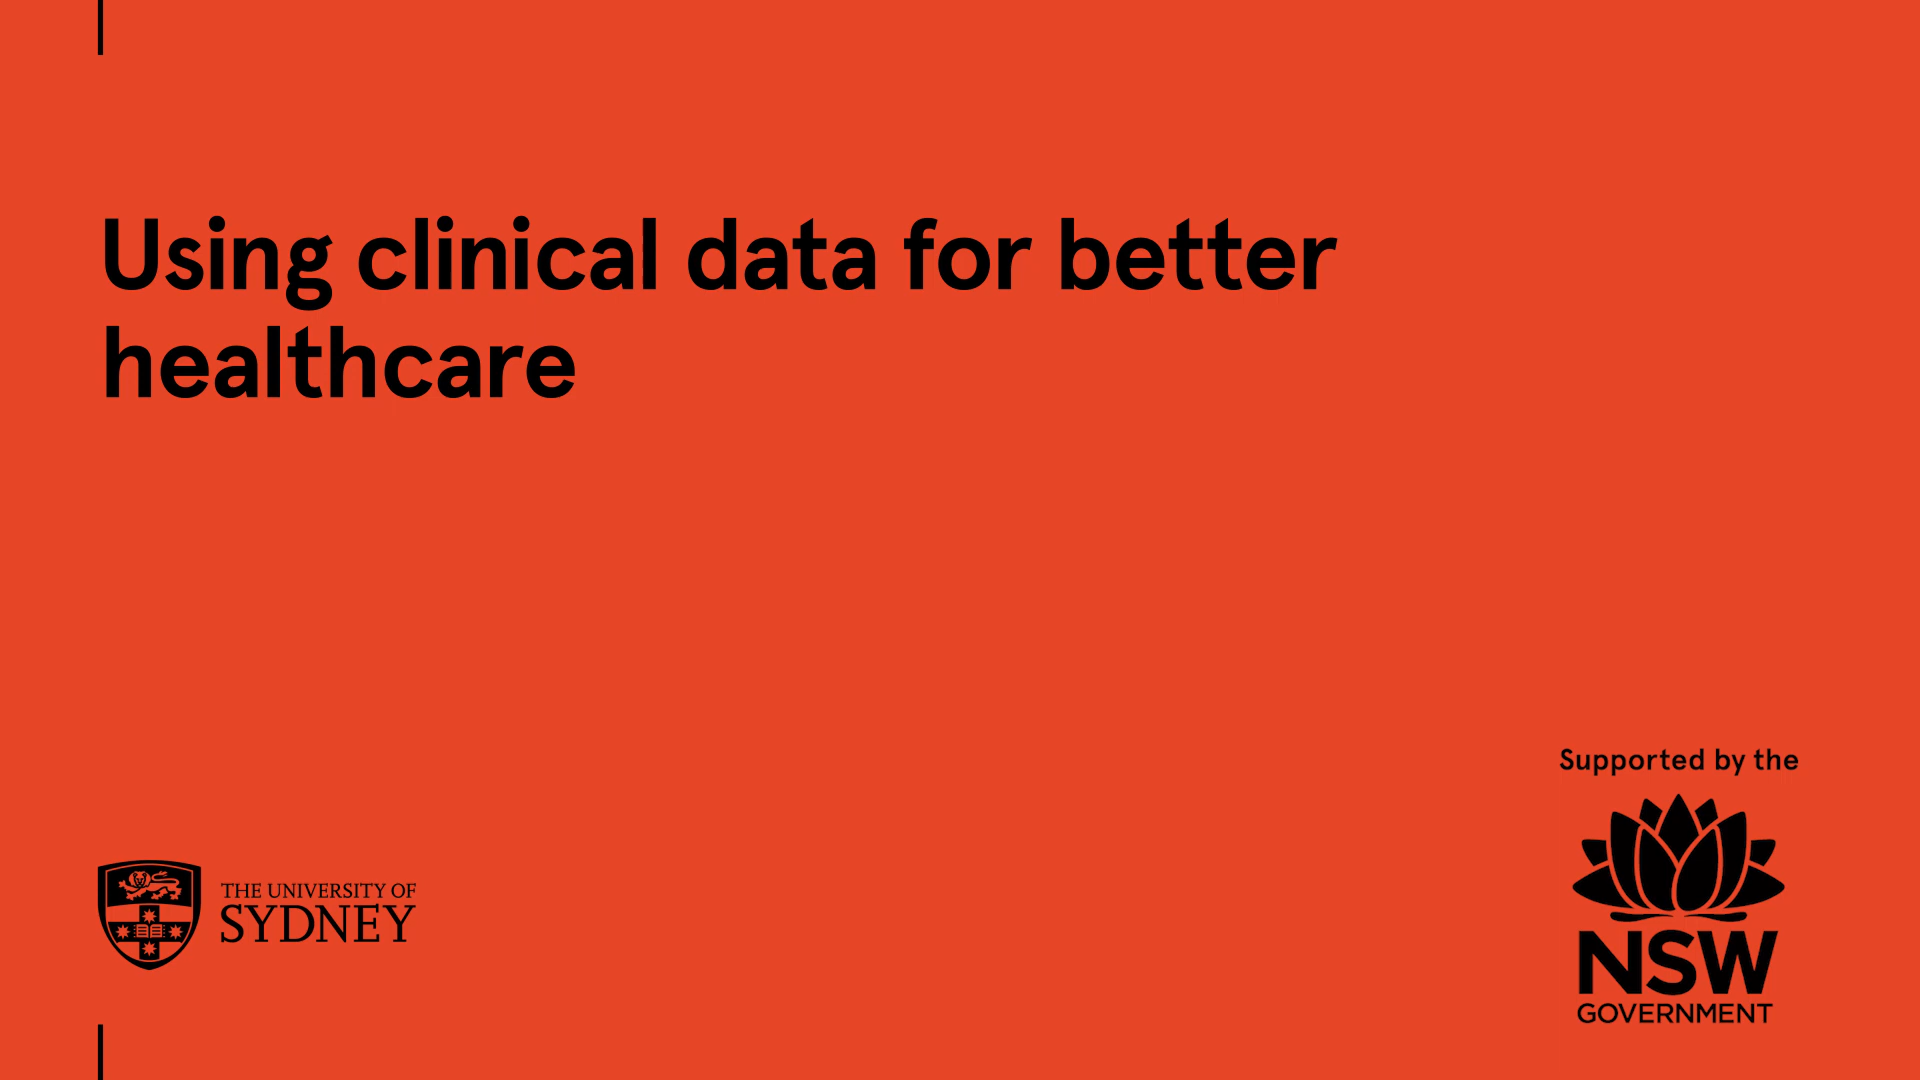 Using clinical data for better
healthcare
Supported by the
THE UNIVERSITY OF
SYDNEY
NSW
GOVERNMENT